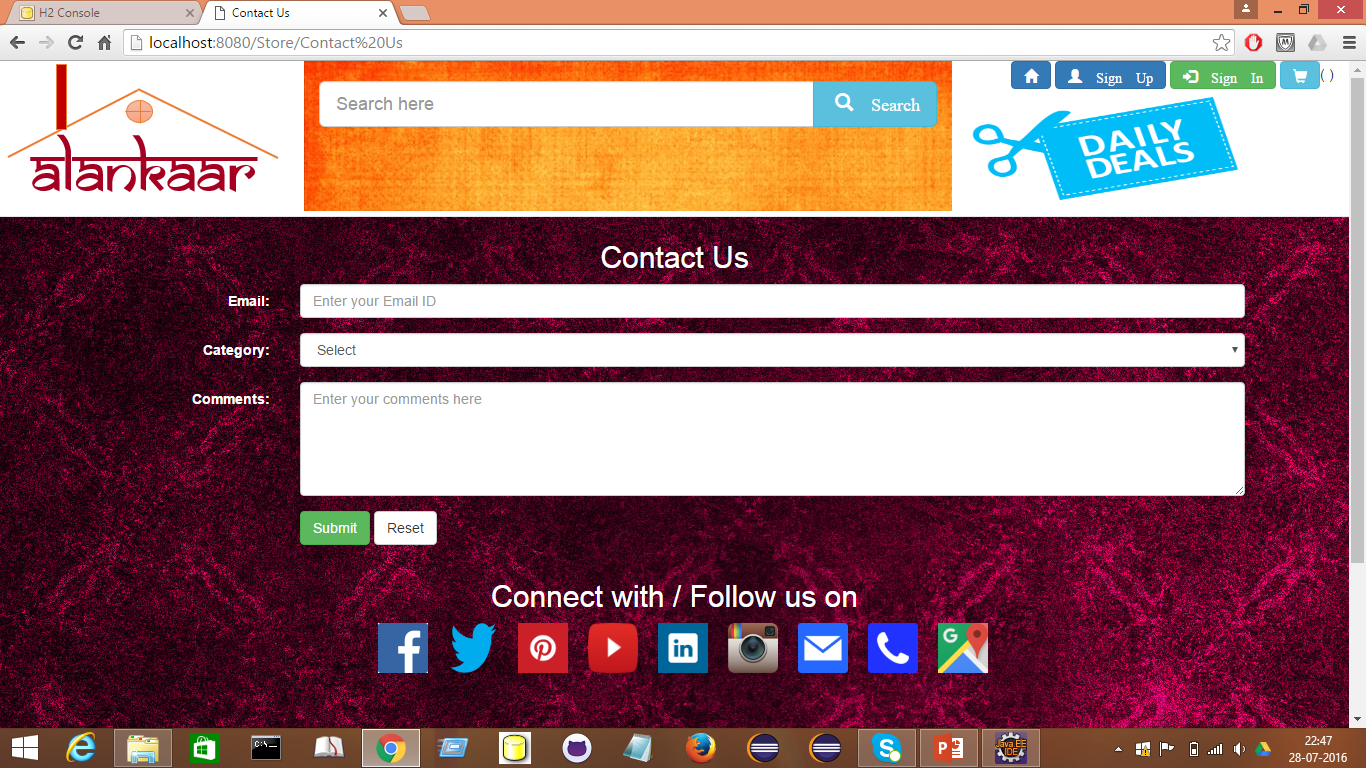 H2 Console
Contact Us
localhost:8080/Store/Contact%20Us
alankaar
Search here
Search
Sign Up
Sign In
( )
DAILY
DEALS
Contact Us
Email:
Enter your Email ID
Category:
Select
Comments:
Enter your comments here
Submit
Reset
Connect with / Follow us on
in
G
C:\_
S
P
Java EE
IDE
22:47
28-07-2016